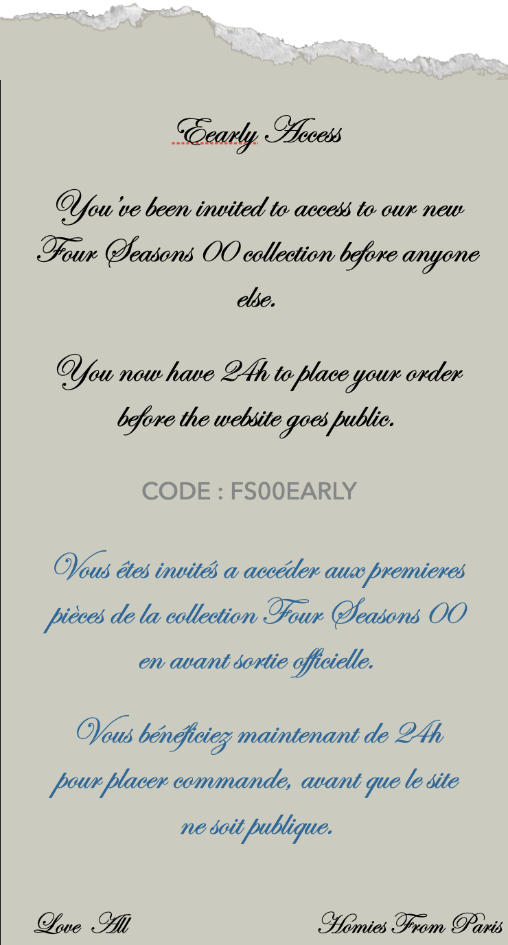 Eearly Access
You've been invited to access to our new
Four Seasons 00 collection before anyone
else.
You now have 24h to place your order
before the website goes public.
CODE : FS00EARLY
Vous êtes invités a accéder aux premieres
pièces de la collection Four Seasons 00
en avant sortie officielle.
Vous bénéficiez maintenant de 24h
pour placer commande, avant que le site
ne soit publique.
Love All
Homies From Paris